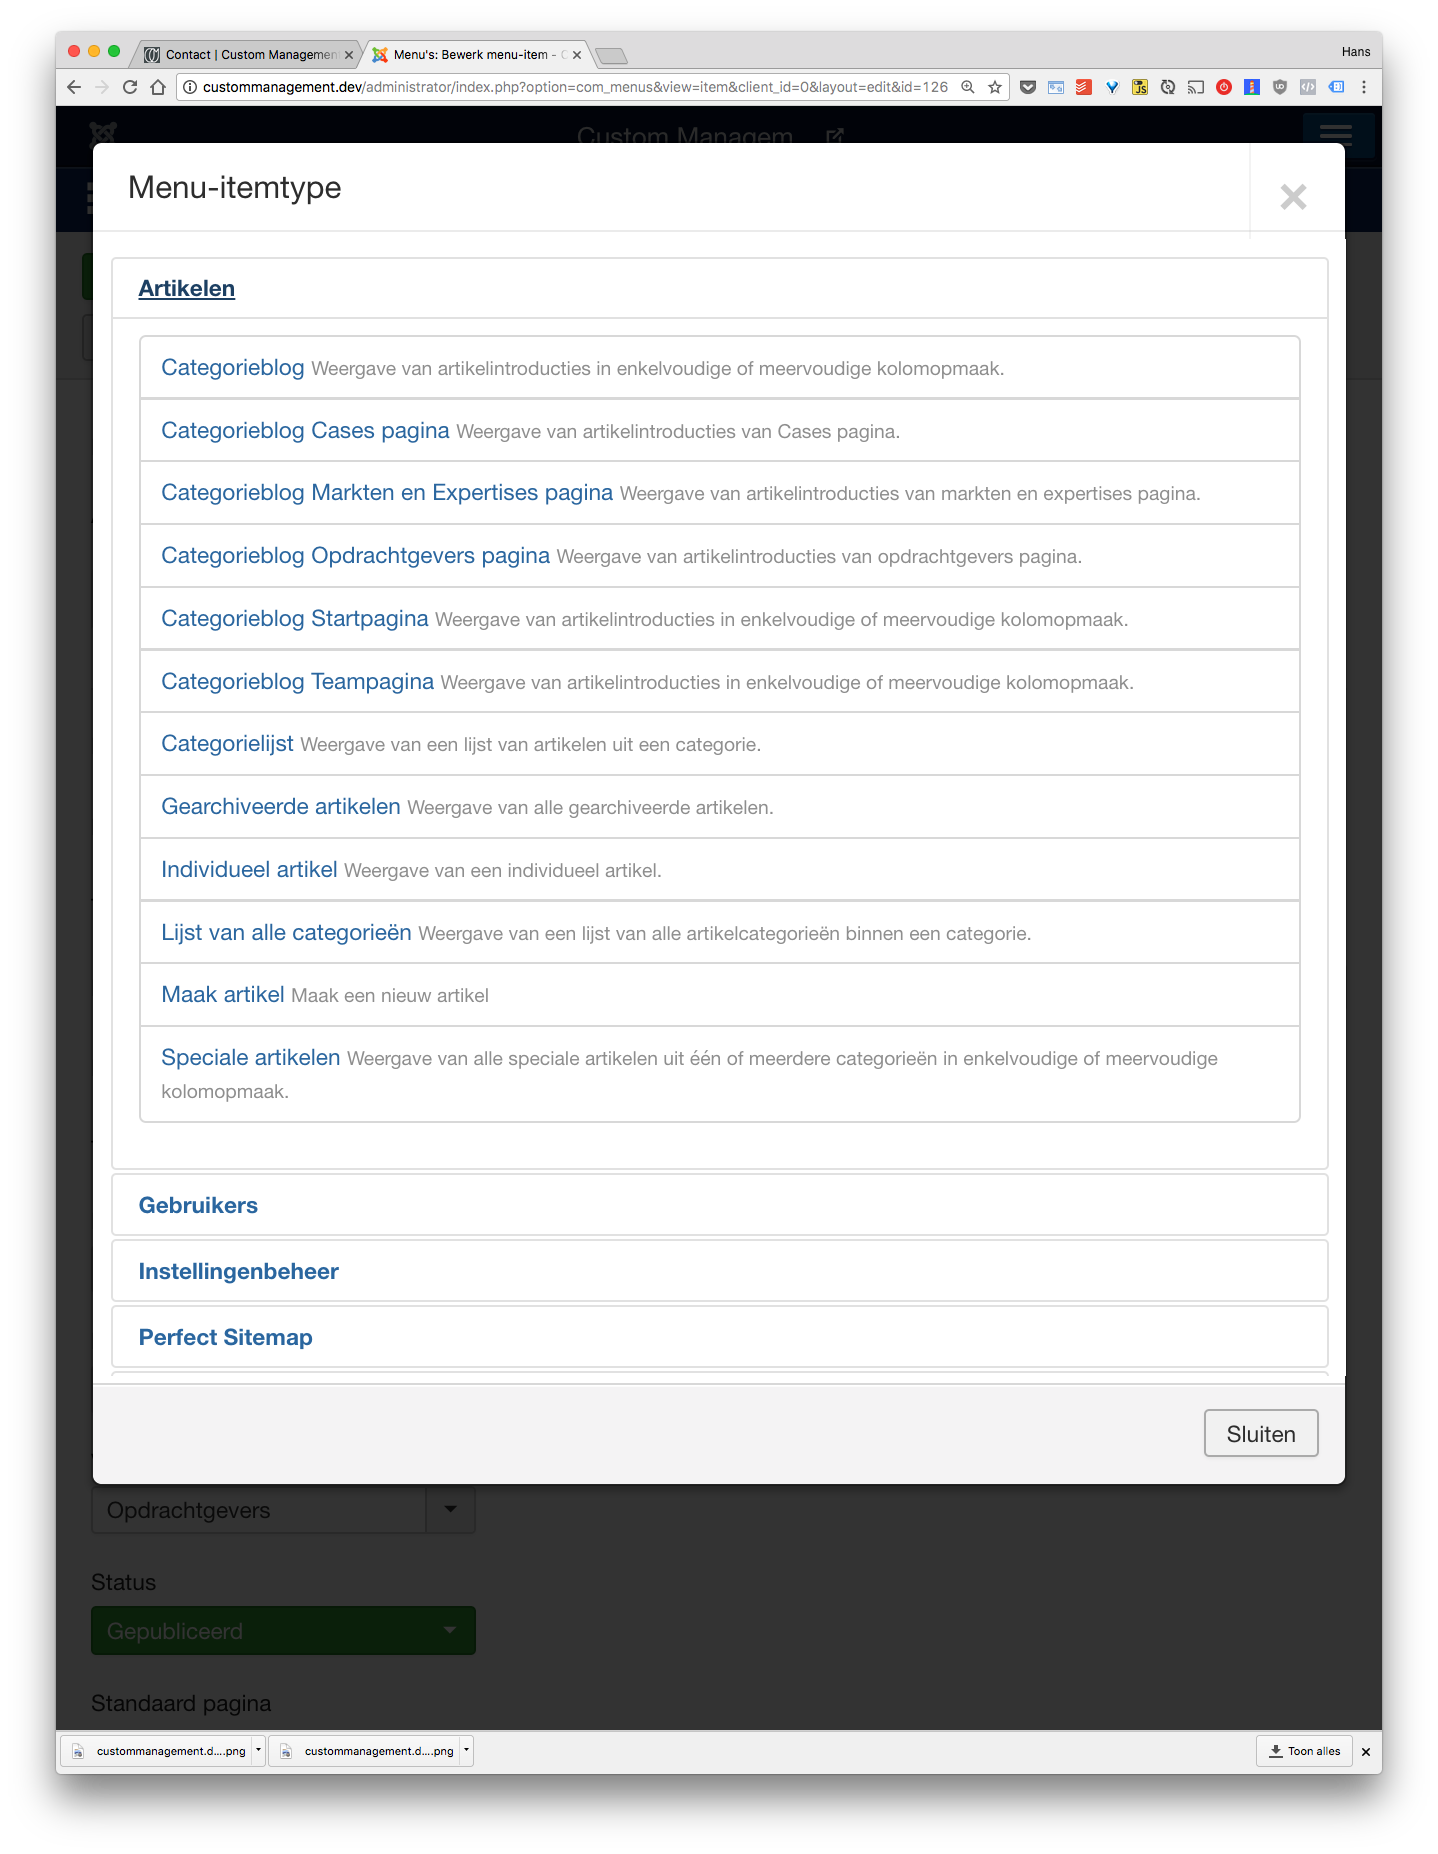 Contact | Custom Managemen
Menu's: Bewerk menu-item - C
Hans
custommanagement.dev/administrator/index.php?option=com_menus&view=item&client_id=0&layout=edit&id=126
Custom Managem
Menu-itemtype
Artikelen
Categorieblog Weergave van artikelintroducties in enkelvoudige of meervoudige kolomopmaak.
Categorieblog Cases pagina Weergave van artikelintroducties van Cases pagina.
Categorieblog Markten en Expertises pagina Weergave van artikelintroducties van markten en expertises pagina.
Categorieblog Opdrachtgevers pagina Weergave van artikelintroducties van opdrachtgevers pagina.
Categorieblog Startpagina Weergave van artikelintroducties in enkelvoudige of meervoudige kolomopmaak.
Categorieblog Teampagina Weergave van artikelintroducties in enkelvoudige of meervoudige kolomopmaak.
Categorielijst Weergave van een lijst van artikelen uit een categorie.
Gearchiveerde artikelen Weergave van alle gearchiveerde artikelen.
Individueel artikel Weergave van een individueel artikel.
Lijst van alle categorieën Weergave van een lijst van alle artikelcategorieën binnen een categorie.
Maak artikel Maak een nieuw artikel
Speciale artikelen Weergave van alle speciale artikelen uit één of meerdere categorieën in enkelvoudige of meervoudige
kolomopmaak.
Gebruikers
Instellingenbeheer
Perfect Sitemap
Sluiten
Opdrachtgevers
Status
Gepubliceerd
Standaard pagina
custommanagement.d....png
custommanagement.d....png
Toon alles